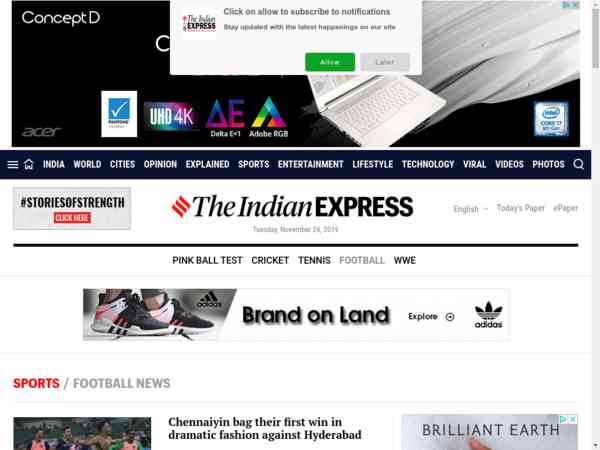 ConceptD
Click on allow to subscribe to notifications
The Indian
EXPRESS
Stay updated with the latest happenings on our site
Allow
Later
PANTONE
UHD 4K
Delta E<1
Adobe RGB
acer
intel
CORE i7
INDIA WORLD CITIES OPINION EXPLAINED SPORTS ENTERTAINMENT LIFESTYLE TECHNOLOGY VIRAL VIDEOS PHOTOS
#STORIESOFSTRENGTH
CLICK HERE
The Indian EXPRESS
English
Today's Paper
ePaper
Tuesday, November 26, 2019
PINK BALL TEST CRICKET TENNIS FOOTBALL WWE
adidas
Brand on Land
Explore
adidas
SPORTS / FOOTBALL NEWS
Chennaiyin bag their first win in
dramatic fashion against Hyderabad
BRILLIANT EARTH